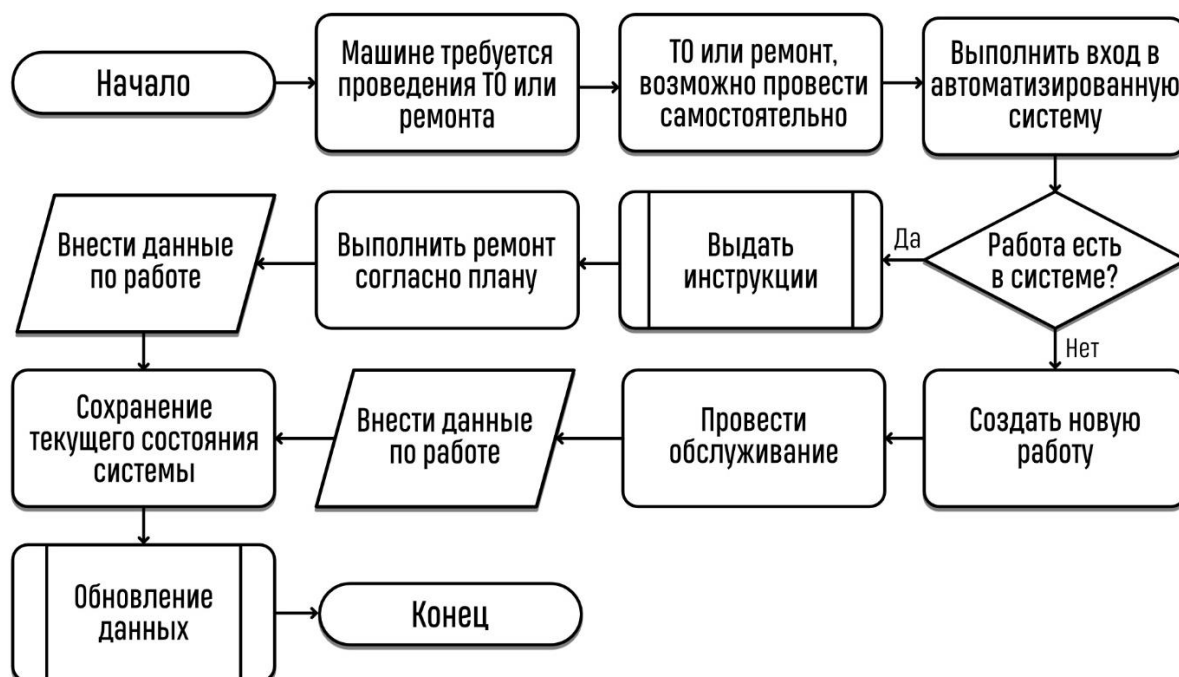 Начало
Машине требуется
проведения ТО или
ремонта
ТО или ремонт,
возможно провести
самостоятельно
Выполнить вход в
автоматизированную
систему
Работа есть
в системе?
Да
Выдать
инструкции
Выполнить ремонт
согласно плану
Внести данные
по работе
Нет
Создать новую
работу
Провести
обслуживание
Внести данные
по работе
Сохранение
текущего состояния
системы
Обновление
данных
Конец